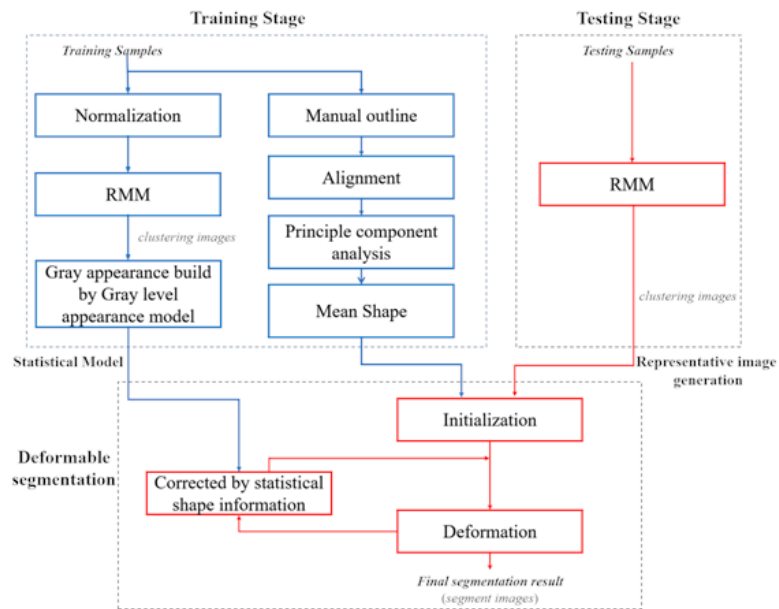 Training Stage
Testing Stage
Training Samples
Testing Samples
Normalization
Manual outline
RMM
Alignment
RMM
clustering images
Principle component
analysis
Gray appearance build
by Gray level
appearance model
clustering images
Mean Shape
Statistical Model
Representative image
generation
Initialization
Deformable
segmentation
Corrected by statistical
shape information
Deformation
Final segmentation result
(segment images)